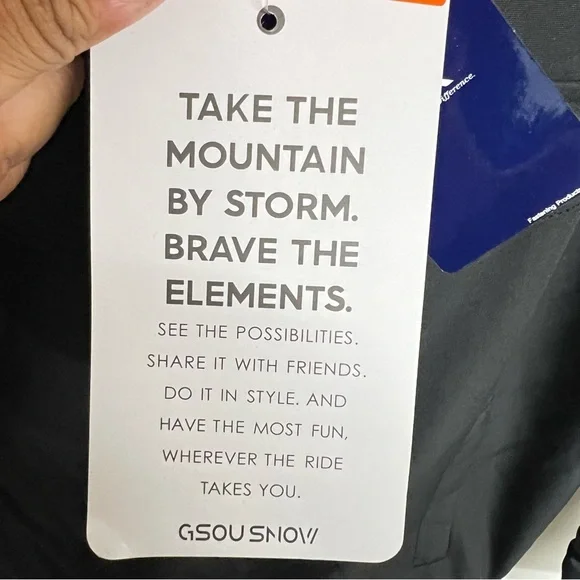 TAKE THE
MOUNTAIN
BY STORM.
BRAVE THE
ELEMENTS.
SEE THE POSSIBILITIES.
SHARE IT WITH FRIENDS.
DO IT IN STYLE. AND
HAVE THE MOST FUN,
WHEREVER THE RIDE
TAKES YOU.
GSOU SNOW
Fastening